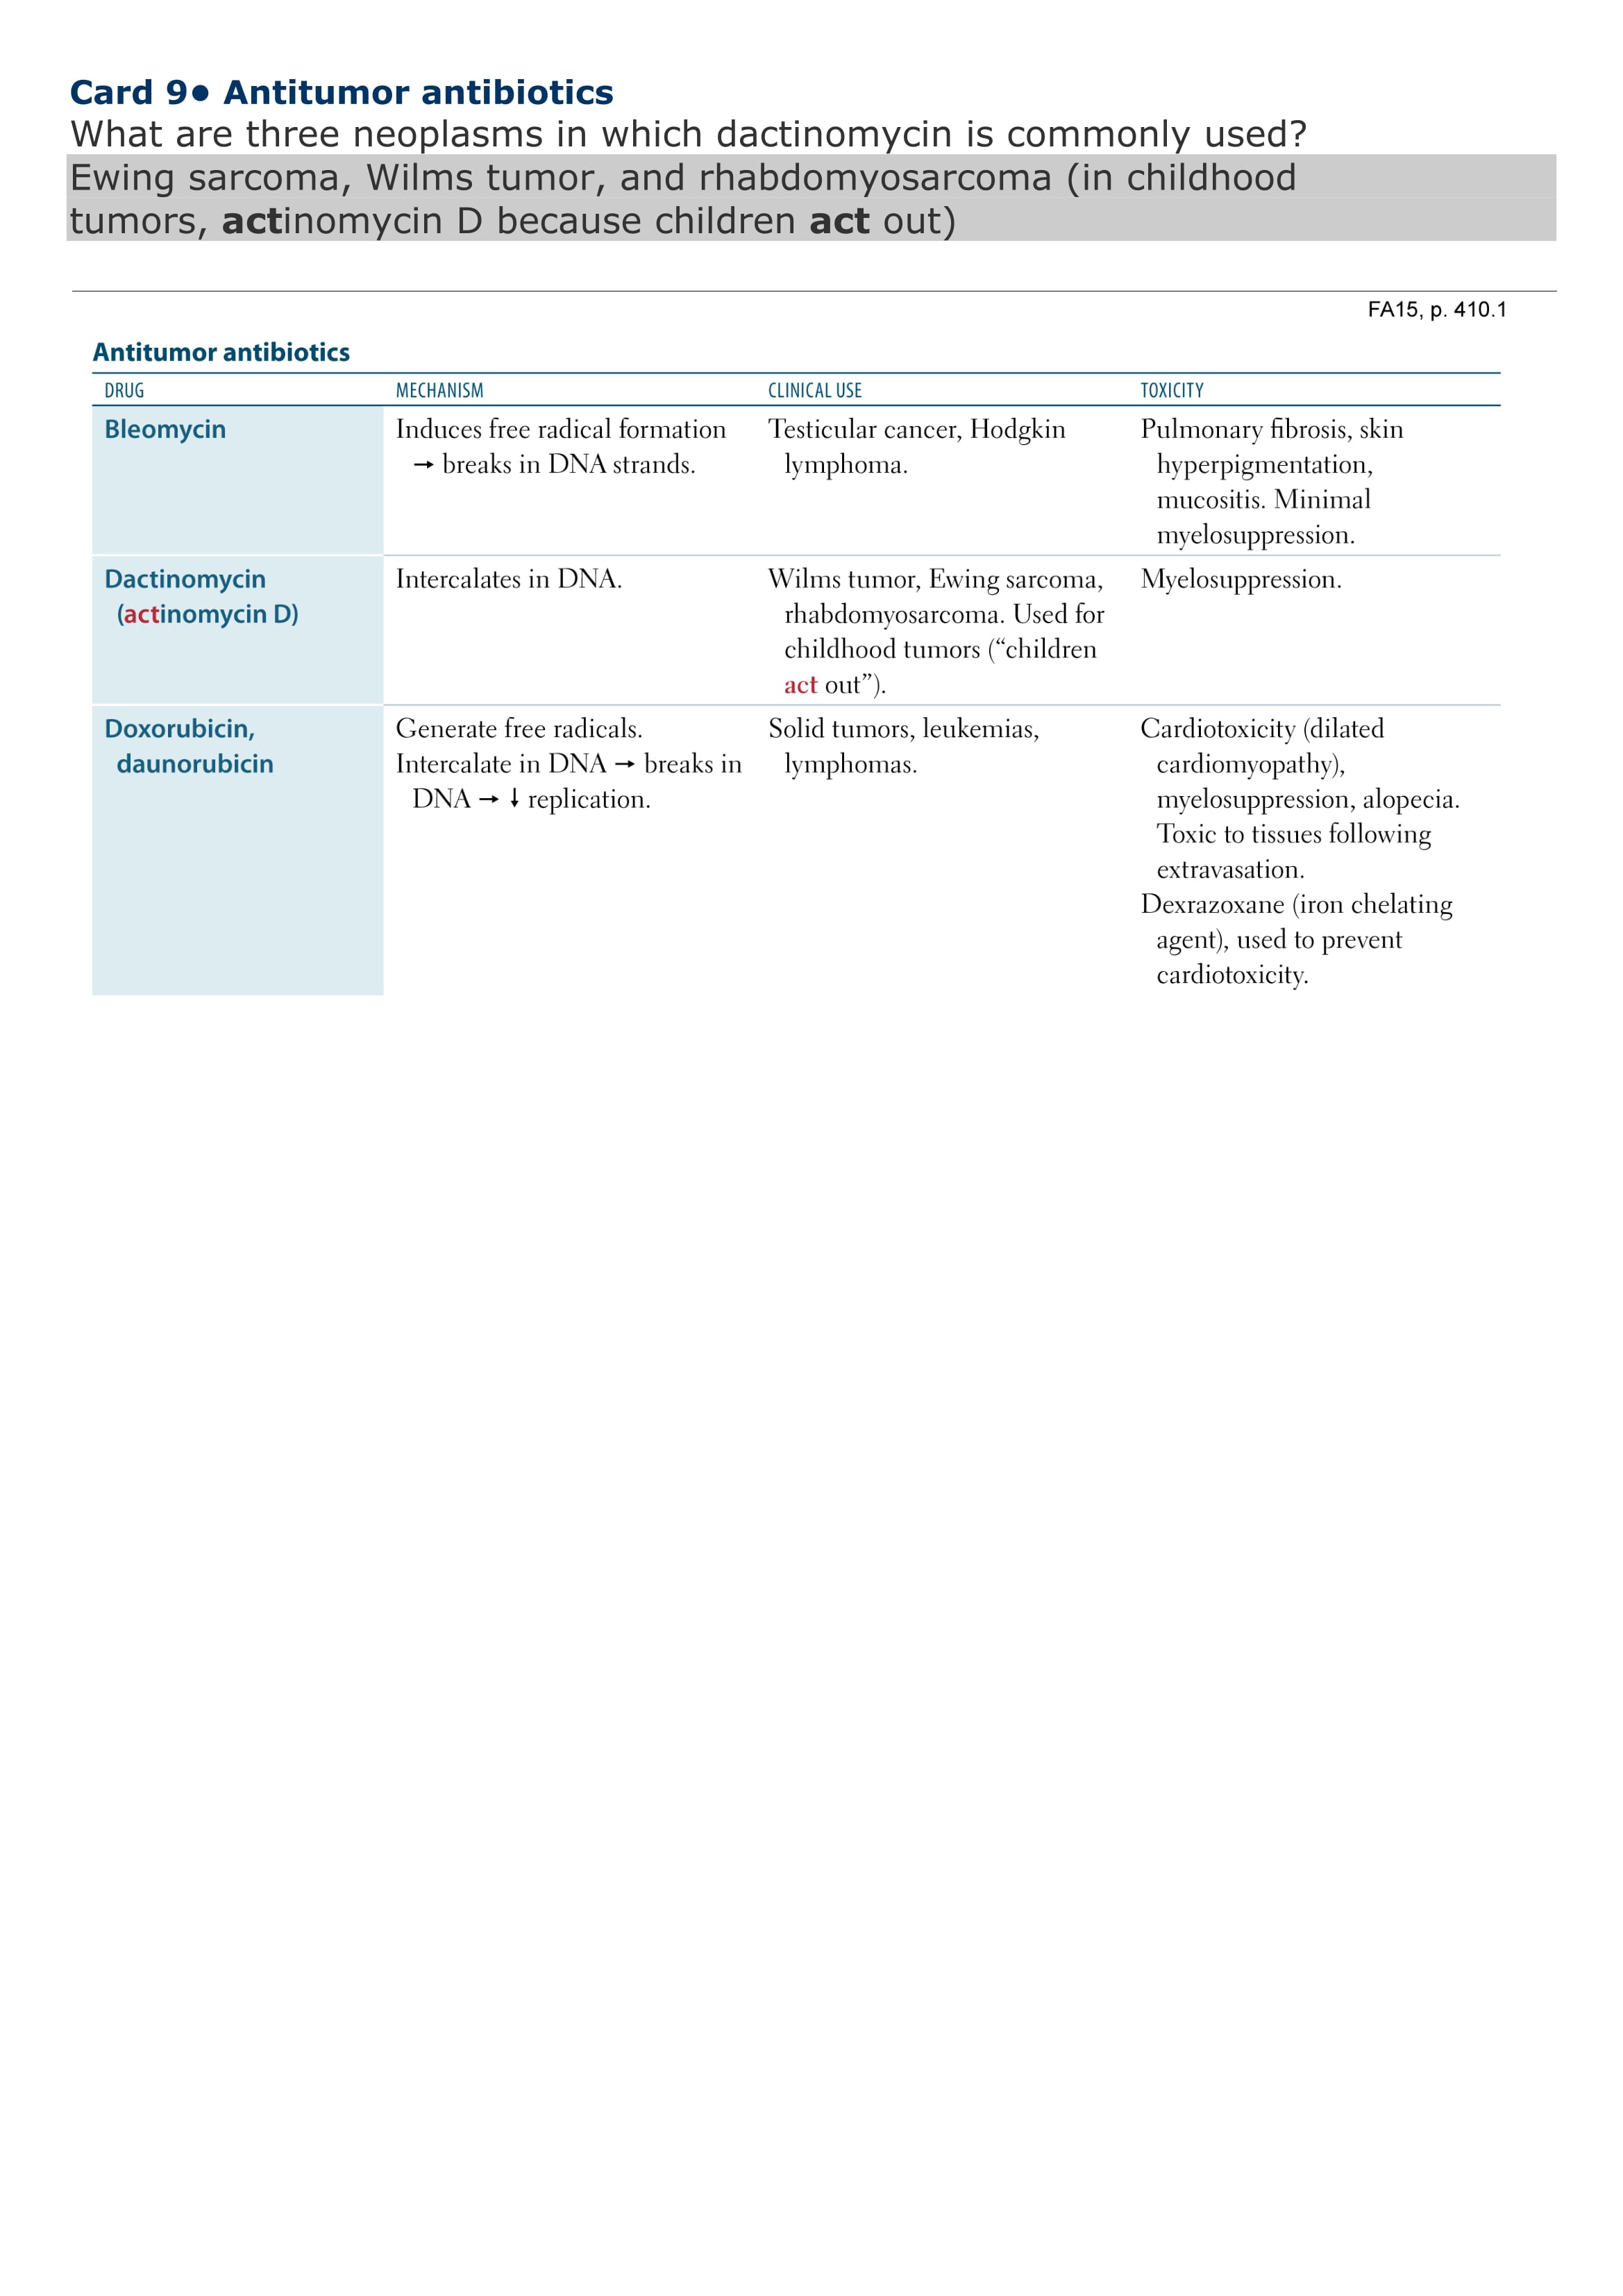 Card 9• Antitumor antibiotics
What are three neoplasms in which dactinomycin is commonly used?
Ewing sarcoma, Wilms tumor, and rhabdomyosarcoma (in childhood
tumors, actinomycin D because children act out)
FA15, p. 410.1
Antitumor antibiotics
DRUG MECHANISM CLINICAL USE TOXICITY
Bleomycin
Induces free radical formation
→ breaks in DNA strands.
Testicular cancer, Hodgkin
lymphoma.
Pulmonary fibrosis, skin
hyperpigmentation,
mucositis. Minimal
myelosuppression.
Dactinomycin
(actinomycin D)
Intercalates in DNA.
Wilms tumor, Ewing sarcoma,
rhabdomyosarcoma. Used for
childhood tumors (“children
act out”).
Myelosuppression.
Doxorubicin,
daunorubicin
Generate free radicals.
Intercalate in DNA → breaks in
DNA → ↓ replication.
Solid tumors, leukemias,
lymphomas.
Cardiotoxicity (dilated
cardiomyopathy),
myelosuppression, alopecia.
Toxic to tissues following
extravasation.
Dexrazoxane (iron chelating
agent), used to prevent
cardiotoxicity.